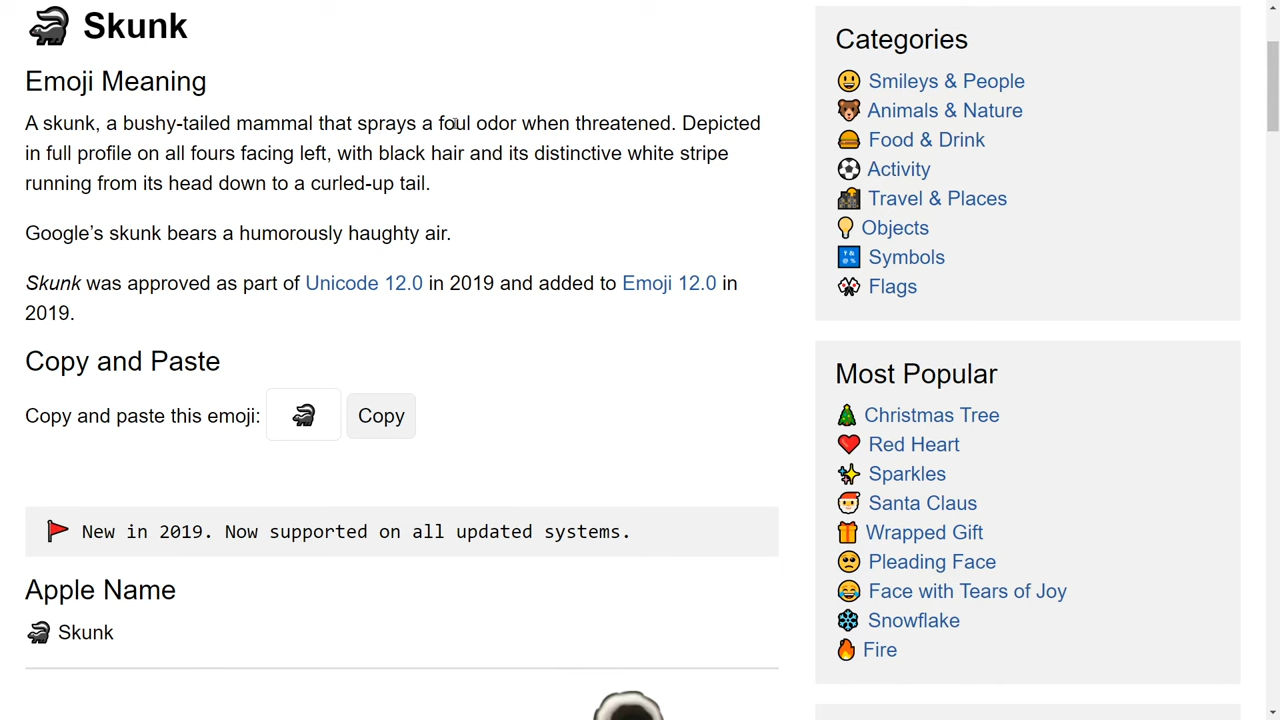 Skunk
Emoji Meaning
A skunk, a bushy-tailed mammal that sprays a foul odor when threatened. Depicted
in full profile on all fours facing left, with black hair and its distinctive white stripe
running from its head down to a curled-up tail.
Google’s skunk bears a humorously haughty air.
Skunk was approved as part of Unicode 12.0 in 2019 and added to Emoji 12.0 in
2019.
Copy and Paste
Copy and paste this emoji:
Copy
New in 2019. Now supported on all updated systems.
Apple Name
Skunk
Categories
Smileys & People
Animals & Nature
Food & Drink
Activity
Travel & Places
Objects
Symbols
Flags
Most Popular
Christmas Tree
Red Heart
Sparkles
Santa Claus
Wrapped Gift
Pleading Face
Face with Tears of Joy
Snowflake
Fire